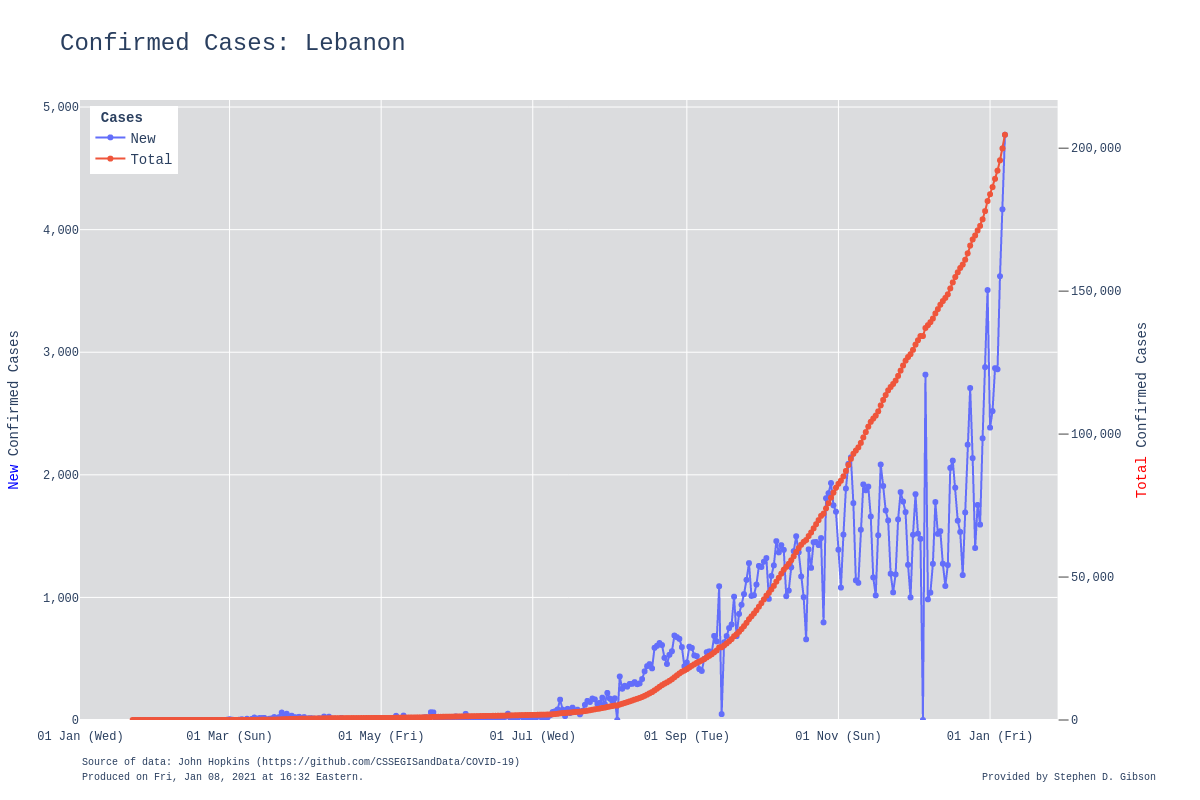 Confirmed Cases: Lebanon
Cases
New
Total
5,000
4,000
3,000
2,000
1,000
0
New Confirmed Cases
200,000
150,000
100,000
50,000
0
Total Confirmed Cases
01 Jan (Wed)
01 Mar (Sun)
01 May (Fri)
01 Jul (Wed)
01 Sep (Tue)
01 Nov (Sun)
01 Jan (Fri)
Source of data: John Hopkins (https://github.com/CSSEGISandData/COVID-19)
Produced on Fri, Jan 08, 2021 at 16:32 Eastern.
Provided by Stephen D. Gibson